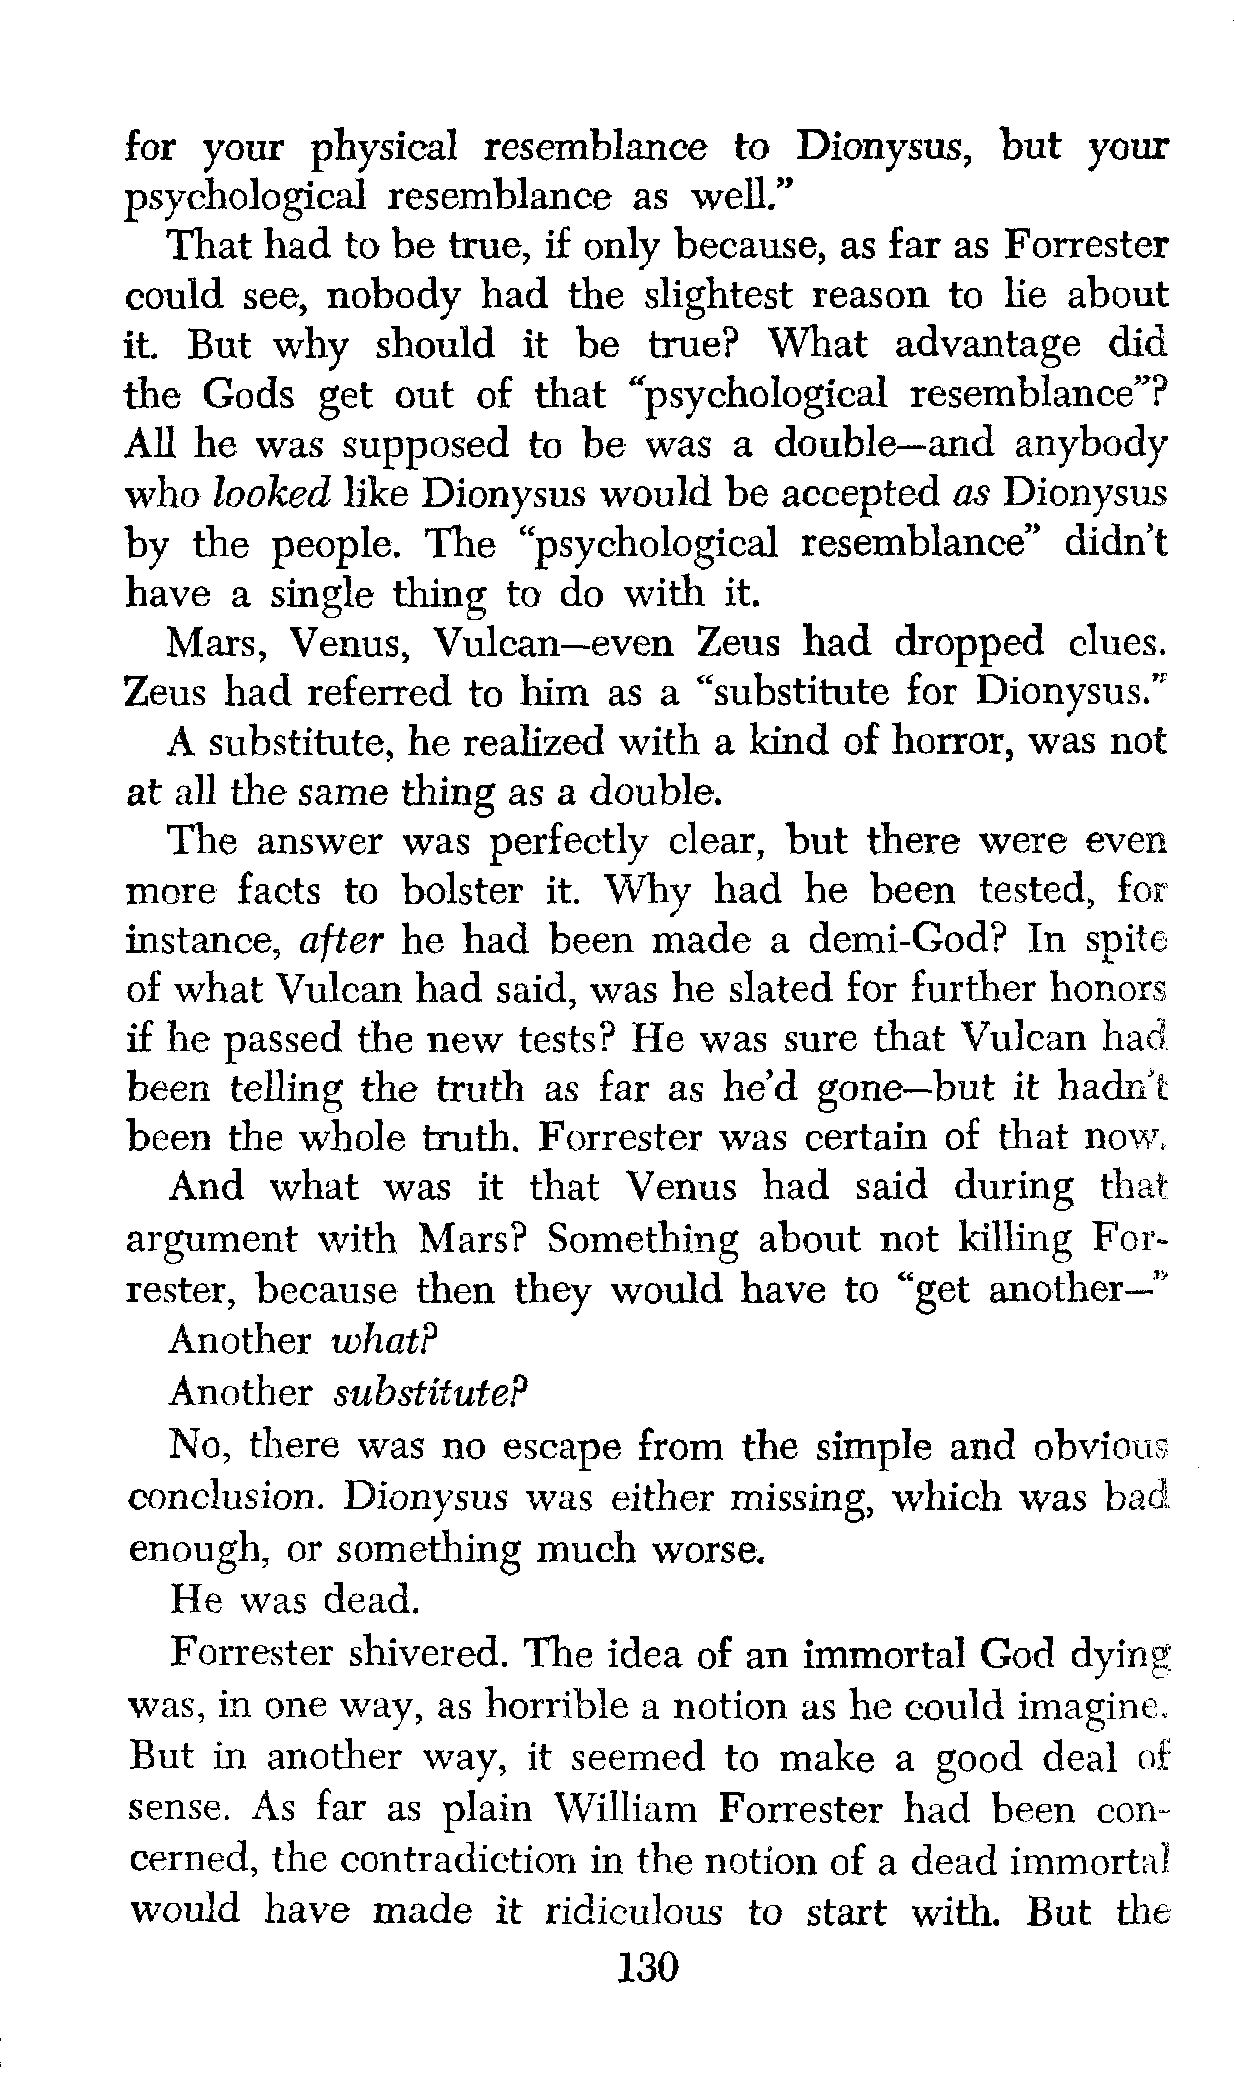 for your physical resemblance to Dionysus, but your
psychological resemblance as well.”
That had to be true, if only because, as far as Forrester
could see, nobody had the slightest reason to lie about
it. But why should it be true? What advantage did
the Gods get out of that “psychological resemblance”?
All he was supposed to be was a double—and anybody
who looked like Dionysus would be accepted as Dionysus
by the people. The “psychological resemblance” didn’t
have a single thing to do with it.
Mars, Venus, Vulcan—even Zeus had dropped clues.
Zeus had referred to him as a “substitute for Dionysus.”
A substitute, he realized with a kind of horror, was not
at all the same thing as a double.
The answer was perfectly clear, but there were even
more facts to bolster it. Why had he been tested, for
instance, after he had been made a demi-God? In spite
of what Vulcan had said, was he slated for further honors
if he passed the new tests? He was sure that Vulcan had
been telling the truth as far as he’d gone—but it hadn’t
been the whole truth. Forrester was certain of that now.
And what was it that Venus had said during that
argument with Mars? Something about not killing For-
rester, because then they would have to “get another—”
Another what?
Another substitute?
No, there was no escape from the simple and obvious
conclusion. Dionysus was either missing, which was bad
enough, or something much worse.
He was dead.
Forrester shivered. The idea of an immortal God dying
was, in one way, as horrible a notion as he could imagine.
But in another way, it seemed to make a good deal of
sense. As far as plain William Forrester had been con-
cerned, the contradiction in the notion of a dead immortal
would have made it ridiculous to start with. But the
130